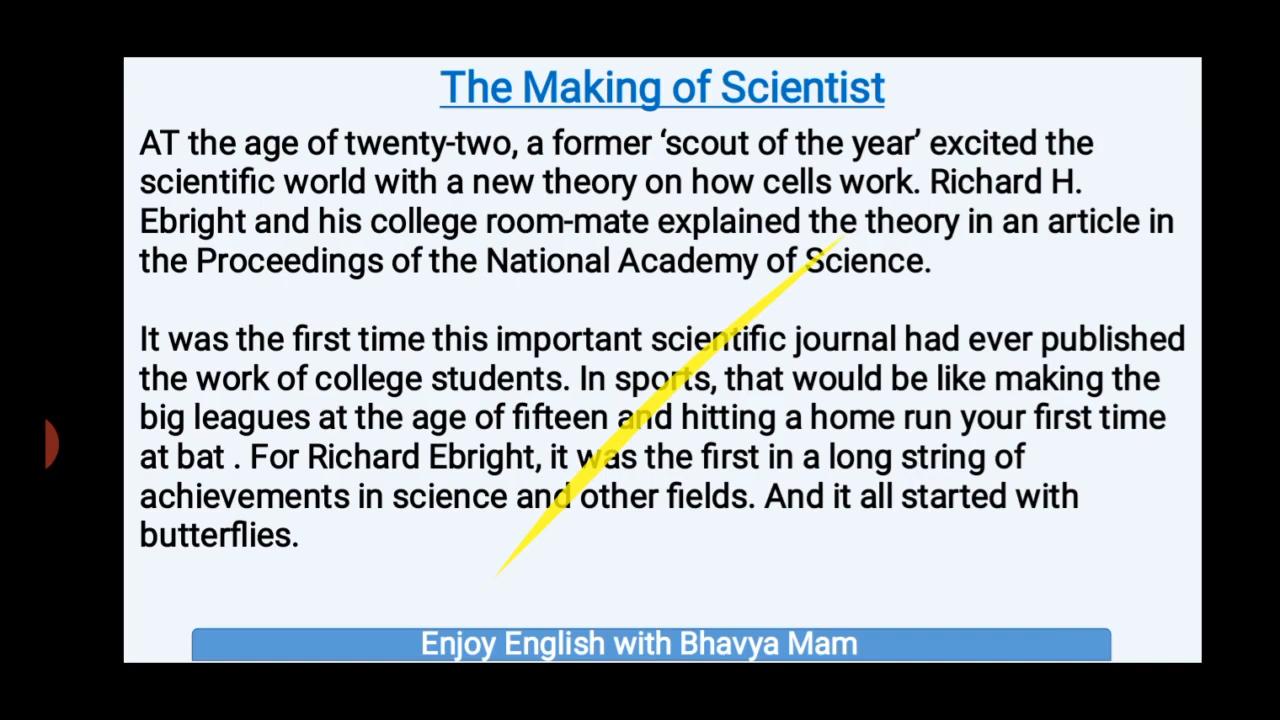 The Making of Scientist
AT the age of twenty-two, a former ‘scout of the year’ excited the
scientific world with a new theory on how cells work. Richard H.
Ebright and his college room-mate explained the theory in an article in
the Proceedings of the National Academy of Science.
It was the first time this important scientific journal had ever published
the work of college students. In sports, that would be like making the
big leagues at the age of fifteen and hitting a home run your first time
at bat . For Richard Ebright, it was the first in a long string of
achievements in science and other fields. And it all started with
butterflies.
Enjoy English with Bhavya Mam